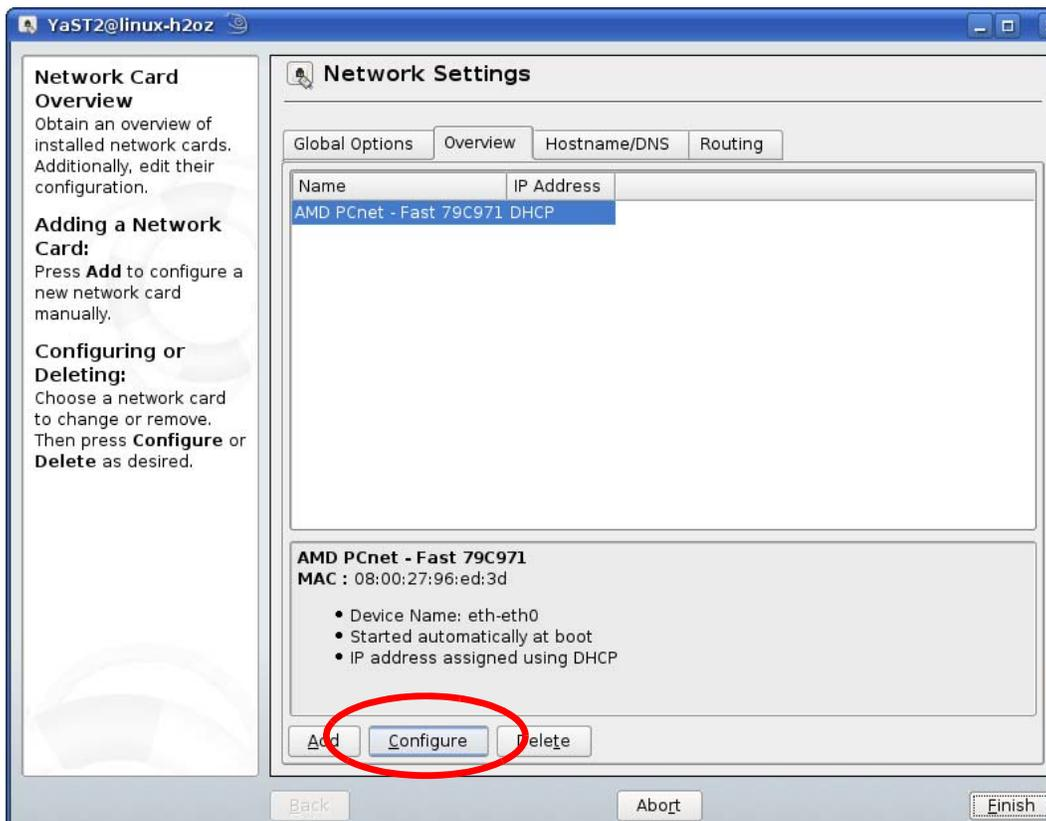 YaST2@linux-h2oz
Network Card
Overview
Obtain an overview of
installed network cards.
Additionally, edit their
configuration.
Adding a Network
Card:
Press Add to configure a
new network card
manually.
Configuring or
Deleting:
Choose a network card
to change or remove.
Then press Configure or
Delete as desired.
Network Settings
Global Options Overview Hostname/DNS Routing
Name IP Address
AMD PCnet - Fast 79C971 DHCP
AMD PCnet - Fast 79C971
MAC : 08:00:27:96:ed:3d
• Device Name: eth-eth0
• Started automatically at boot
• IP address assigned using DHCP
Add Configure Delete
Back Abort Finish